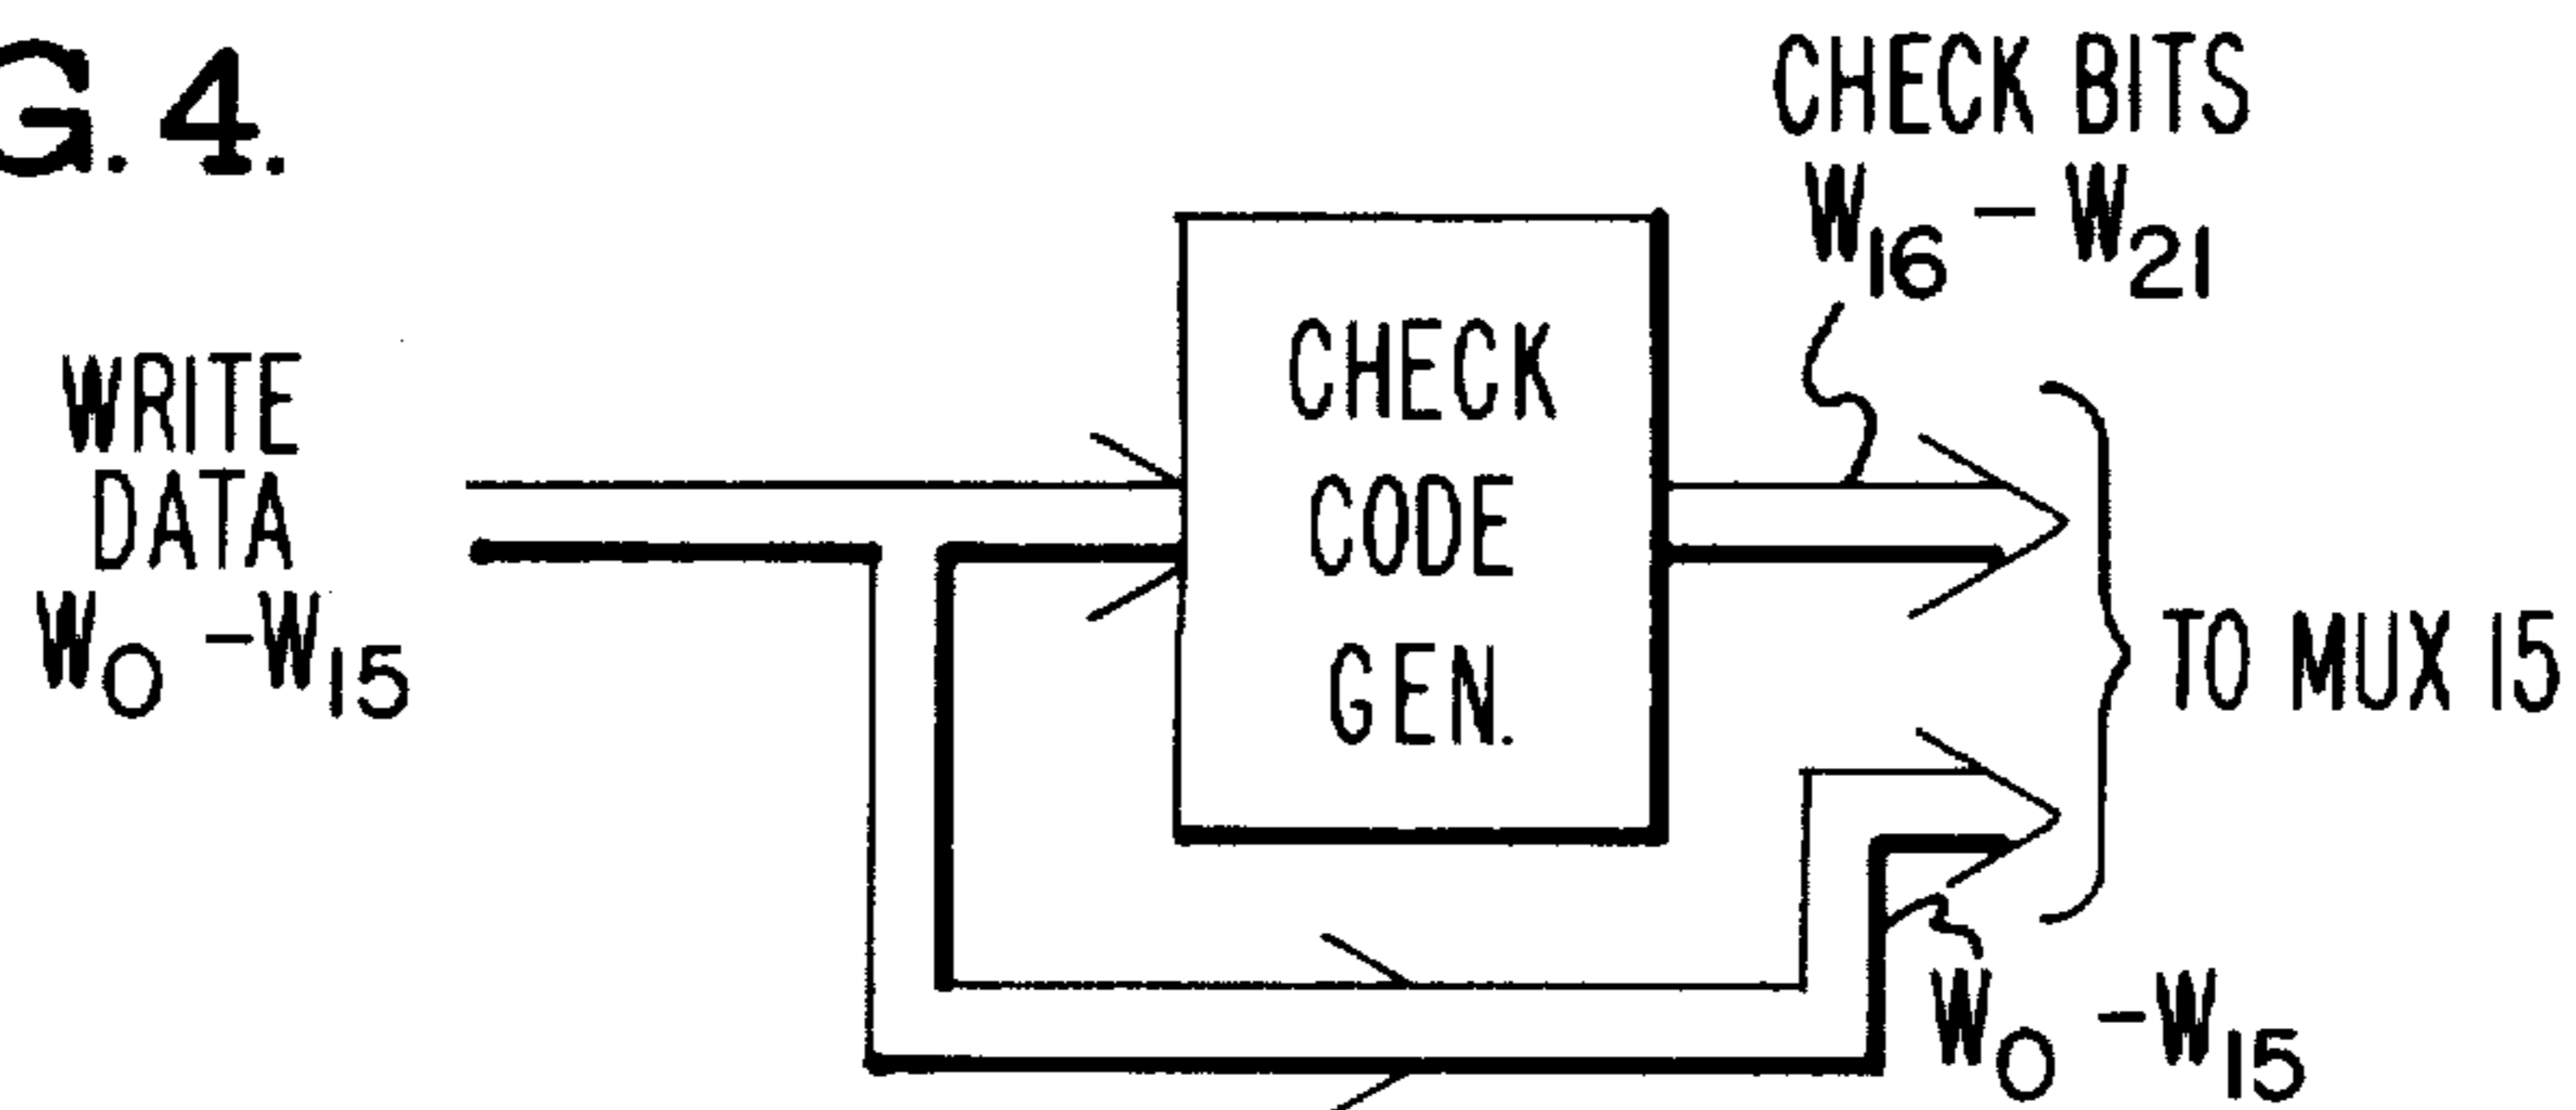 G. 4.
CHECK BITS
W16 - W21
WRITE
DATA
W0 - W15
CHECK
CODE
GEN.
TO MUX 15
W0 - W15